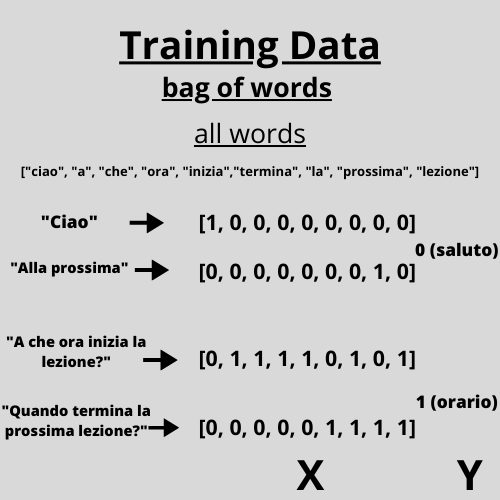 Training Data
bag of words
all words
["ciao", "a", "che", "ora", "inizia","termina", "la", "prossima", "lezione"]
"Ciao" [1, 0, 0, 0, 0, 0, 0, 0, 0]
0 (saluto)
"Alla prossima" [0, 0, 0, 0, 0, 0, 0, 1, 0]
"A che ora inizia la
lezione?" [0, 1, 1, 1, 1, 0, 1, 0, 1]
1 (orario)
"Quando termina la
prossima lezione?" [0, 0, 0, 0, 0, 1, 1, 1, 1]
X Y